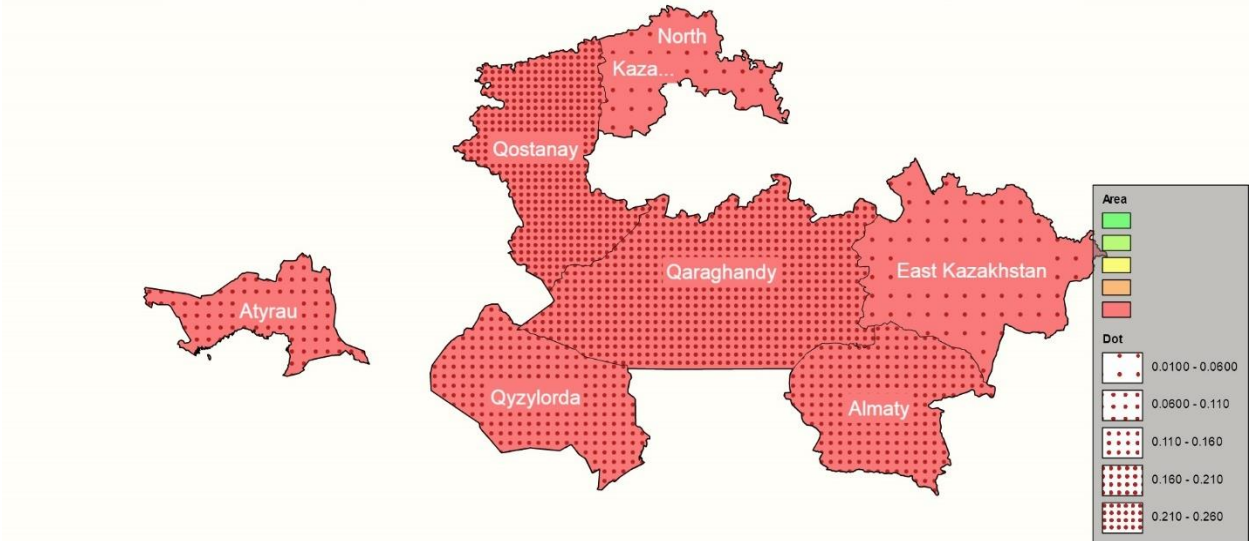 North
Kaza...
Qostanay
Qaraghandy
East Kazakhstan
Atyrau
Qyzylorda
Almaty
Area
Dot
0.0100 - 0.0600
0.0600 - 0.110
0.110 - 0.160
0.160 - 0.210
0.210 - 0.260